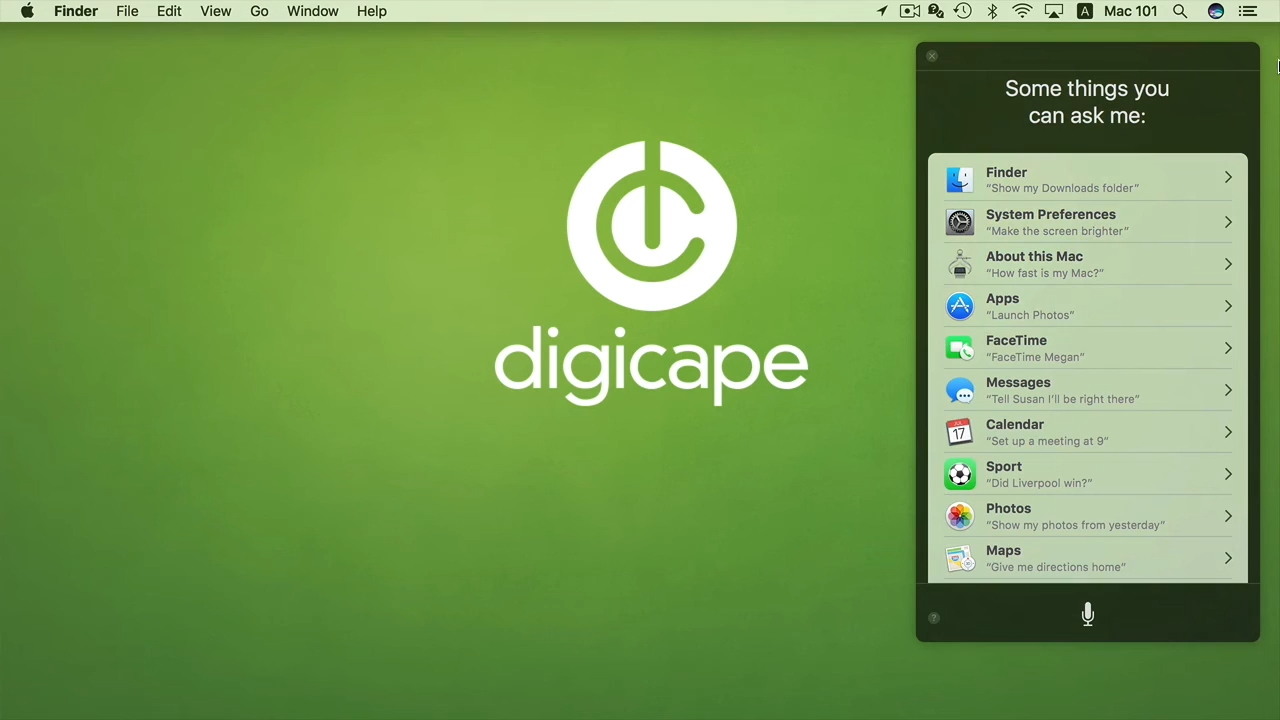 Finder File Edit View Go Window Help A Mac 101
Some things you
can ask me:
Finder
“Show my Downloads folder”
System Preferences
“Make the screen brighter”
About this Mac
“How fast is my Mac?”
Apps
“Launch Photos”
FaceTime
“FaceTime Megan”
Messages
“Tell Susan I’ll be right there”
JUL
17
Calendar
“Set up a meeting at 9”
Sport
“Did Liverpool win?”
Photos
“Show my photos from yesterday”
Maps
“Give me directions home”
?
digicape